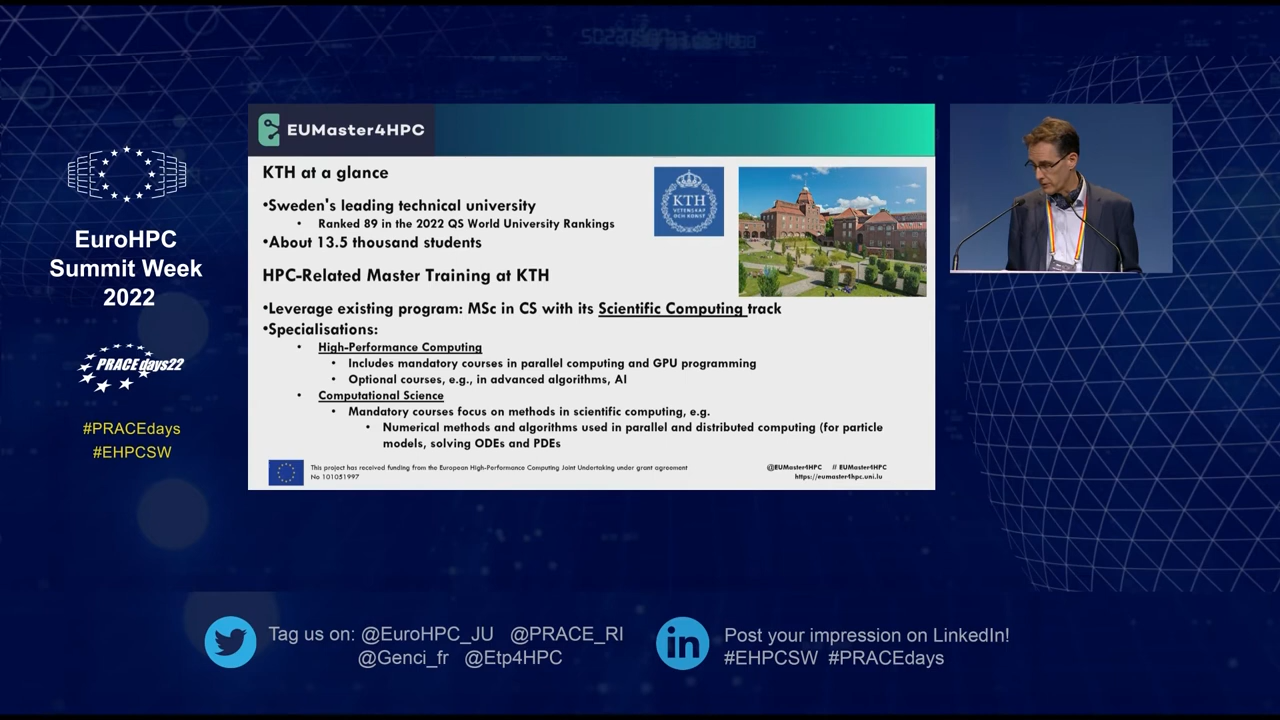 EuroHPC
Summit Week
2022
PRACEdays22
#PRACEdays
#EHPCSW
EUMaster4HPC
KTH at a glance
•Sweden's leading technical university
• Ranked 89 in the 2022 QS World University Rankings
•About 13.5 thousand students
KTH
VETENSKAP
OCH KONST
HPC-Related Master Training at KTH
•Leverage existing program: MSc in CS with its Scientific Computing track
•Specialisations:
• High-Performance Computing
• Includes mandatory courses in parallel computing and GPU programming
• Optional courses, e.g., in advanced algorithms, AI
• Computational Science
• Mandatory courses focus on methods in scientific computing, e.g.
• Numerical methods and algorithms used in parallel and distributed computing (for particle
models, solving ODEs and PDEs
This project has received funding from the European High-Performance Computing Joint Undertaking under grant agreement
No 101051997
@EUMaster4HPC // EUMaster4HPC
https://eumaster4hpc.uni.lu
Tag us on: @EuroHPC_JU @PRACE_RI
@Genci_fr @Etp4HPC
in
Post your impression on LinkedIn!
#EHPCSW #PRACEdays